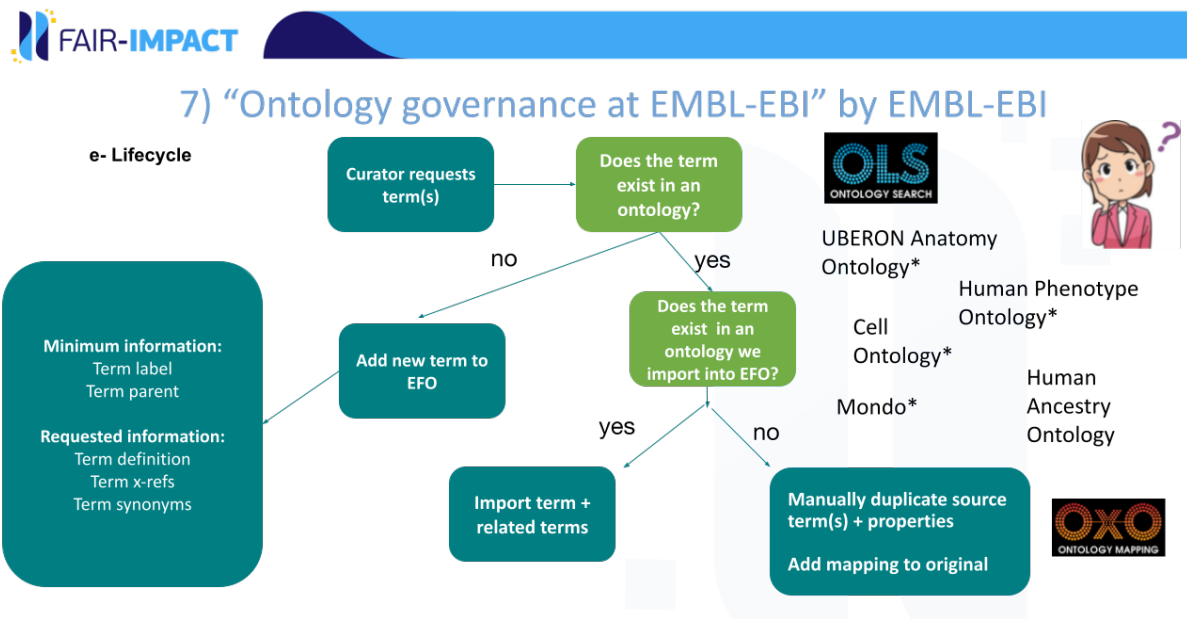 FAIR-IMPACT
7) “Ontology governance at EMBL-EBI” by EMBL-EBI
e- Lifecycle
Curator requests
term(s)
Does the term
exist in an
ontology?
OLS
ONTOLOGY SEARCH
?
UBERON Anatomy
Ontology*
Human Phenotype
Ontology*
Cell
Ontology*
Mondo*
Human
Ancestry
Ontology
no
yes
Does the term
exist in an
ontology we
import into EFO?
Add new term to
EFO
Minimum information:
Term label
Term parent
Requested information:
Term definition
Term x-refs
Term synonyms
yes
no
Import term +
related terms
Manually duplicate source
term(s) + properties
Add mapping to original
OXO
ONTOLOGY MAPPING